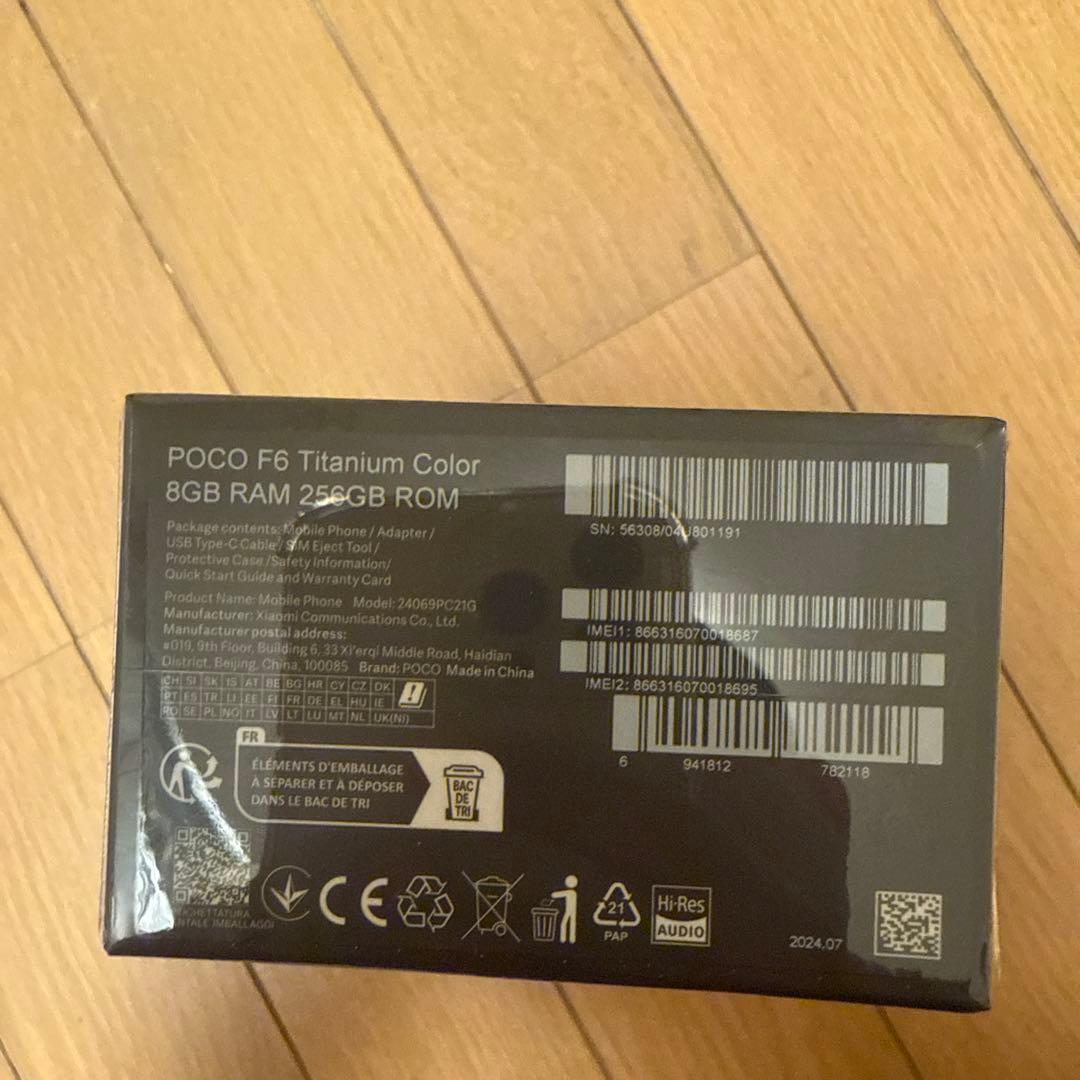 POCO F6 Titanium Color
8GB RAM 256GB ROM
Package contents: Mobile Phone / Adapter /
USB Type-C Cable / SIM Eject Tool /
Protective Case /Safety Information/
Quick Start Guide and Warranty Card
Product Name: Mobile Phone Model: 24069PC21G
Manufacturer: Xiaomi Communications Co., Ltd.
Manufacturer postal address:
#019, 9th Floor, Building 6, 33 Xi'erqi Middle Road, Haidian
District, Beijing, China, 100085 Brand: POCO Made in China
CH SI SK IS AT BE BG HR CY CZ DK
PT ES TR LI EE FI FR DE EL HU IE
RO SE PL NO IT LV LT LU MT NL UK(NI)
FR
ÉLÉMENTS D'EMBALLAGE
À SÉPARER ET À DÉPOSER
DANS LE BAC DE TRI
BAC
DE
TRI
SN: 56308/04U801191
IMEI1: 866316070018687
IMEI2: 866316070018695
6 941812 782118
CE
21
PAP
Hi-Res
AUDIO
2024.07